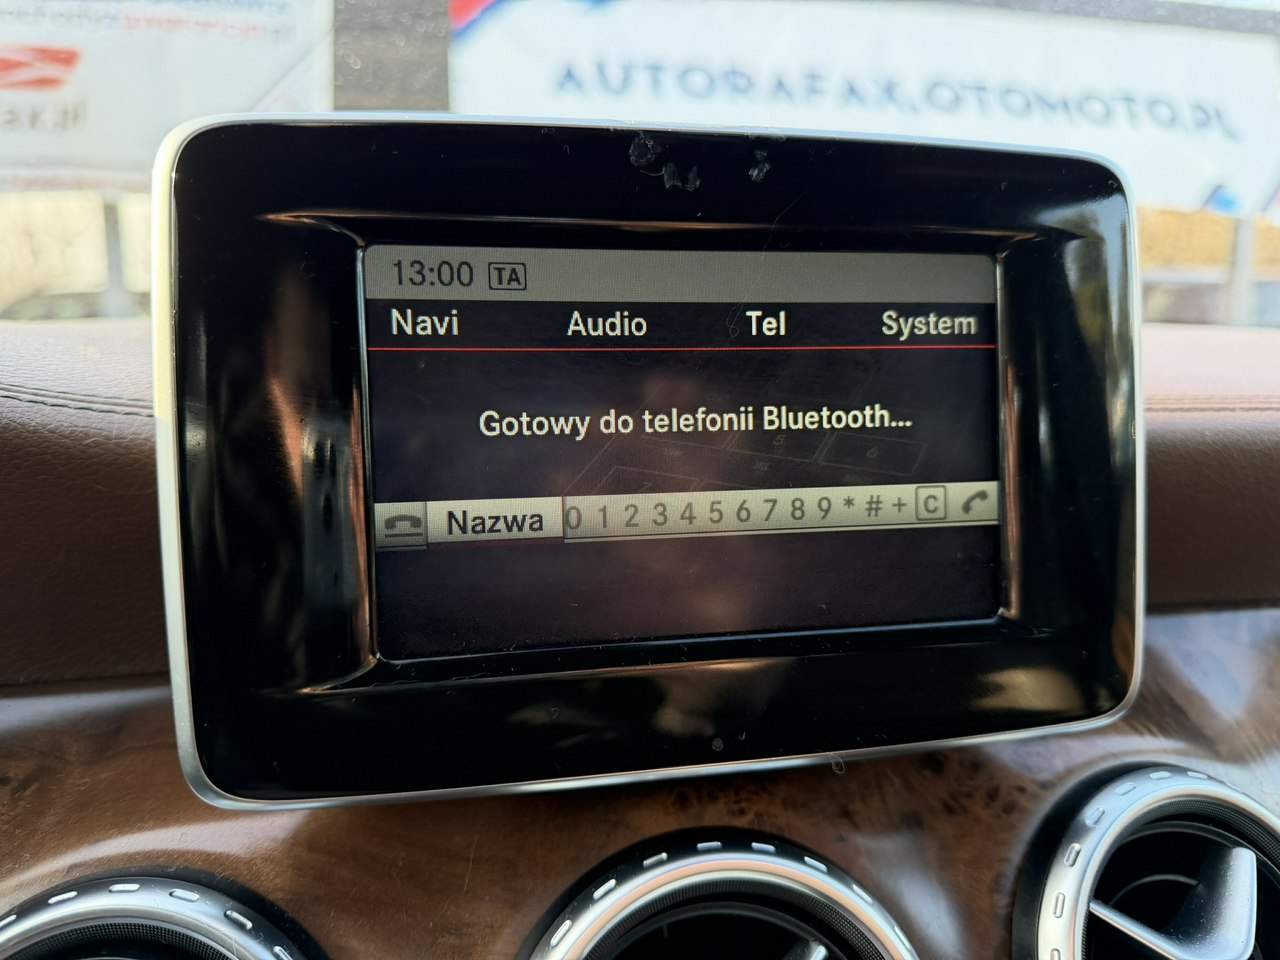 AUTORAFAX.OTOMOTO.PL
13:00 TA
Navi Audio Tel System
Gotowy do telefonii Bluetooth...
Nazwa 0 1 2 3 4 5 6 7 8 9 * # + C